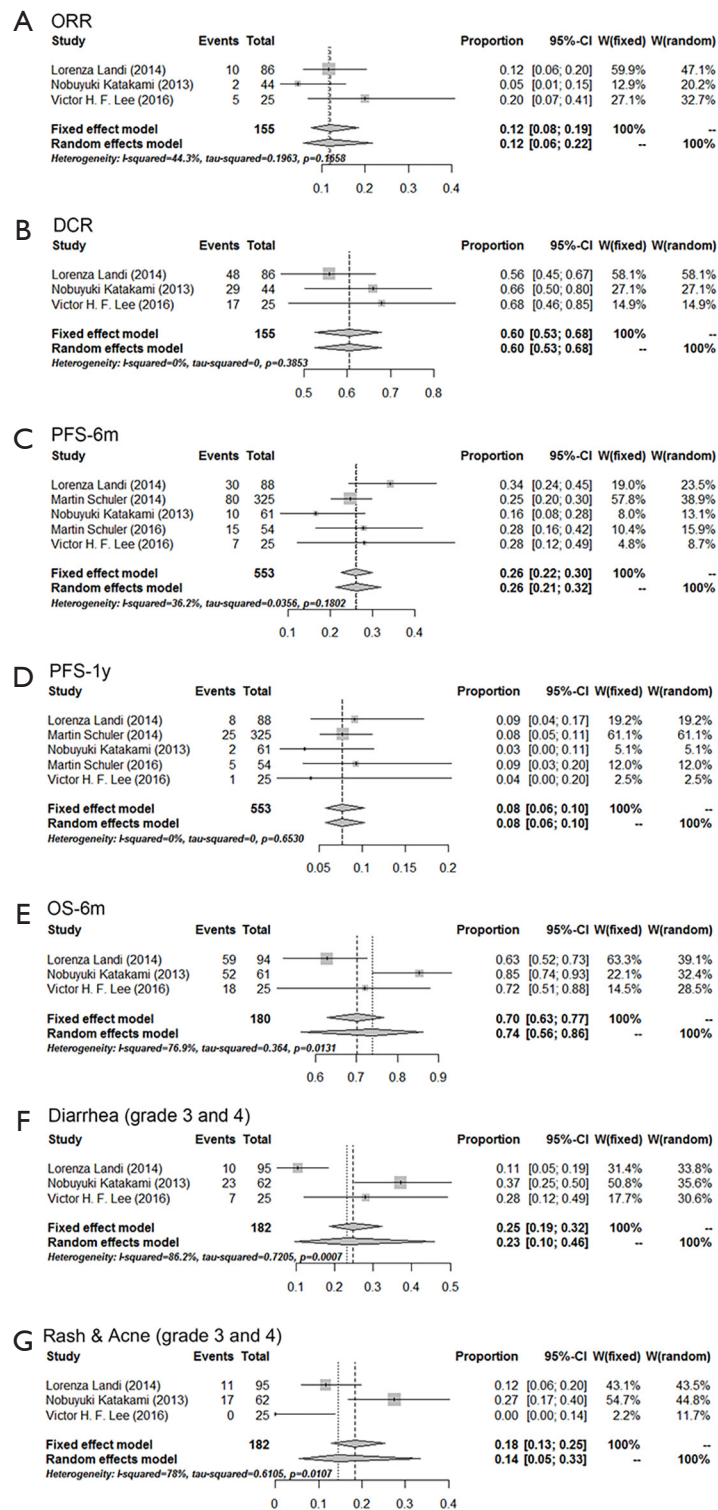 A ORR
Study Events Total Proportion 95%-CI W(fixed) W(random)
Lorenza Landi (2014) 10 86 0.12 [0.06; 0.20] 59.9% 47.1%
Nobuyuki Katakami (2013) 2 44 0.05 [0.01; 0.15] 12.9% 20.2%
Victor H. F. Lee (2016) 5 25 0.20 [0.07; 0.41] 27.1% 32.7%
Fixed effect model 155 0.12 [0.08; 0.19] 100% --
Random effects model 0.12 [0.06; 0.22] -- 100%
Heterogeneity: I-squared=44.3%, tau-squared=0.1963, p=0.1658
0.1 0.2 0.3 0.4
B DCR
Study Events Total Proportion 95%-CI W(fixed) W(random)
Lorenza Landi (2014) 48 86 0.56 [0.45; 0.67] 58.1% 58.1%
Nobuyuki Katakami (2013) 29 44 0.66 [0.50; 0.80] 27.1% 27.1%
Victor H. F. Lee (2016) 17 25 0.68 [0.46; 0.85] 14.9% 14.9%
Fixed effect model 155 0.60 [0.53; 0.68] 100% --
Random effects model 0.60 [0.53; 0.68] -- 100%
Heterogeneity: I-squared=0%, tau-squared=0, p=0.3853
0.5 0.6 0.7 0.8
C PFS-6m
Study Events Total Proportion 95%-CI W(fixed) W(random)
Lorenza Landi (2014) 30 88 0.34 [0.24; 0.45] 19.0% 23.5%
Martin Schuler (2014) 80 325 0.25 [0.20; 0.30] 57.8% 38.9%
Nobuyuki Katakami (2013) 10 61 0.16 [0.08; 0.28] 8.0% 13.1%
Martin Schuler (2016) 15 54 0.28 [0.16; 0.42] 10.4% 15.9%
Victor H. F. Lee (2016) 7 25 0.28 [0.12; 0.49] 4.8% 8.7%
Fixed effect model 553 0.26 [0.22; 0.30] 100% --
Random effects model 0.26 [0.21; 0.32] -- 100%
Heterogeneity: I-squared=36.2%, tau-squared=0.0356, p=0.1802
0.1 0.2 0.3 0.4
D PFS-1y
Study Events Total Proportion 95%-CI W(fixed) W(random)
Lorenza Landi (2014) 8 88 0.09 [0.04; 0.17] 19.2% 19.2%
Martin Schuler (2014) 25 325 0.08 [0.05; 0.11] 61.1% 61.1%
Nobuyuki Katakami (2013) 2 61 0.03 [0.00; 0.11] 5.1% 5.1%
Martin Schuler (2016) 5 54 0.09 [0.03; 0.20] 12.0% 12.0%
Victor H. F. Lee (2016) 1 25 0.04 [0.00; 0.20] 2.5% 2.5%
Fixed effect model 553 0.08 [0.06; 0.10] 100% --
Random effects model 0.08 [0.06; 0.10] -- 100%
Heterogeneity: I-squared=0%, tau-squared=0, p=0.6530
0.05 0.1 0.15 0.2
E OS-6m
Study Events Total Proportion 95%-CI W(fixed) W(random)
Lorenza Landi (2014) 59 94 0.63 [0.52; 0.73] 63.3% 39.1%
Nobuyuki Katakami (2013) 52 61 0.85 [0.74; 0.93] 22.1% 32.4%
Victor H. F. Lee (2016) 18 25 0.72 [0.51; 0.88] 14.5% 28.5%
Fixed effect model 180 0.70 [0.63; 0.77] 100% --
Random effects model 0.74 [0.56; 0.86] -- 100%
Heterogeneity: I-squared=76.9%, tau-squared=0.364, p=0.0131
0.6 0.7 0.8 0.9
F Diarrhea (grade 3 and 4)
Study Events Total Proportion 95%-CI W(fixed) W(random)
Lorenza Landi (2014) 10 95 0.11 [0.05; 0.19] 31.4% 33.8%
Nobuyuki Katakami (2013) 23 62 0.37 [0.25; 0.50] 50.8% 35.6%
Victor H. F. Lee (2016) 7 25 0.28 [0.12; 0.49] 17.7% 30.6%
Fixed effect model 182 0.25 [0.19; 0.32] 100% --
Random effects model 0.23 [0.10; 0.46] -- 100%
Heterogeneity: I-squared=86.2%, tau-squared=0.7205, p=0.0007
0.1 0.2 0.3 0.4 0.5
G Rash & Acne (grade 3 and 4)
Study Events Total Proportion 95%-CI W(fixed) W(random)
Lorenza Landi (2014) 11 95 0.12 [0.06; 0.20] 43.1% 43.5%
Nobuyuki Katakami (2013) 17 62 0.27 [0.17; 0.40] 54.7% 44.8%
Victor H. F. Lee (2016) 0 25 0.00 [0.00; 0.14] 2.2% 11.7%
Fixed effect model 182 0.18 [0.13; 0.25] 100% --
Random effects model 0.14 [0.05; 0.33] -- 100%
Heterogeneity: I-squared=78%, tau-squared=0.6105, p=0.0107
0 0.1 0.2 0.3 0.4